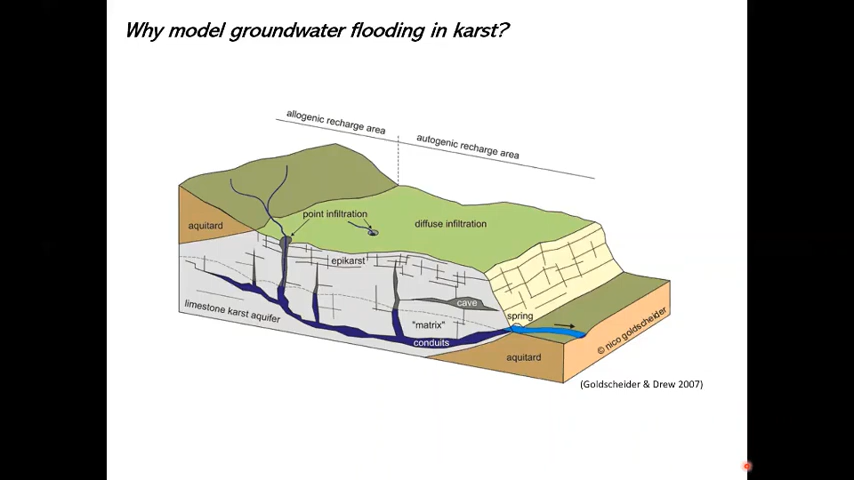 Why model groundwater flooding in karst?
allogenic recharge area
autogenic recharge area
point infiltration
diffuse infiltration
aquitard
epikarst
cave
limestone karst aquifer
"matrix"
spring
conduits
aquitard
© nico goldscheider
(Goldscheider & Drew 2007)